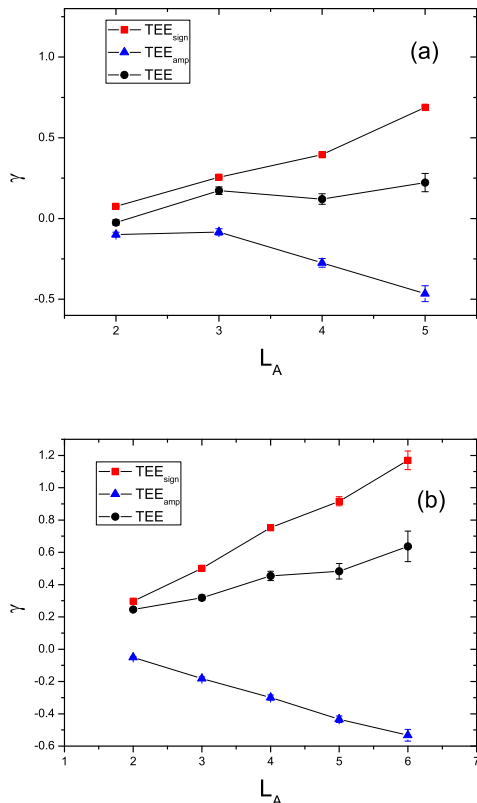 (a)
TEE_sign
TEE_amp
TEE
1.0
0.5
0.0
-0.5
γ
2 3 4 5
L_A
(b)
TEE_sign
TEE_amp
TEE
1.2
1.0
0.8
0.6
0.4
0.2
0.0
-0.2
-0.4
-0.6
γ
1 2 3 4 5 6 7
L_A